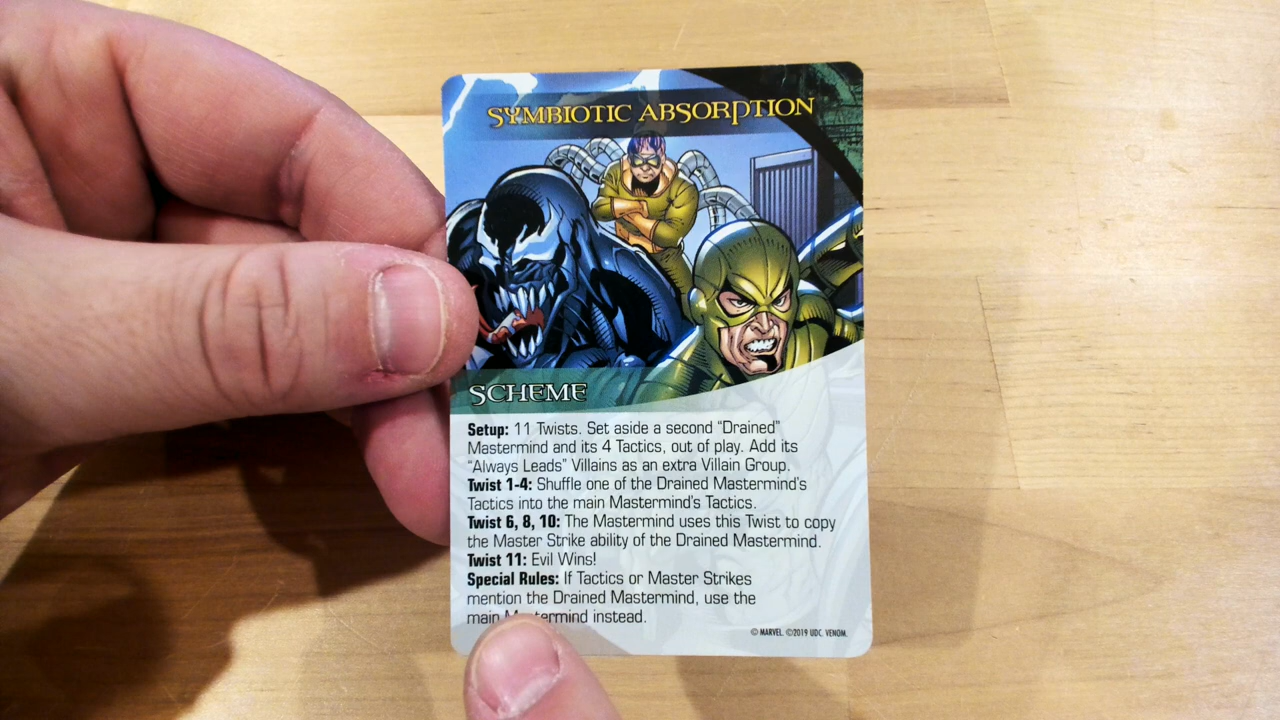 SYMBIOTIC ABSORPTION
SCHEME
Setup: 11 Twists. Set aside a second “Drained”
Mastermind and its 4 Tactics, out of play. Add its
“Always Leads” Villains as an extra Villain Group.
Twist 1-4: Shuffle one of the Drained Mastermind’s
Tactics into the main Mastermind’s Tactics.
Twist 6, 8, 10: The Mastermind uses this Twist to copy
the Master Strike ability of the Drained Mastermind.
Twist 11: Evil Wins!
Special Rules: If Tactics or Master Strikes
mention the Drained Mastermind, use the
main Mastermind instead.
© MARVEL. ©2019 UDC. VENOM.